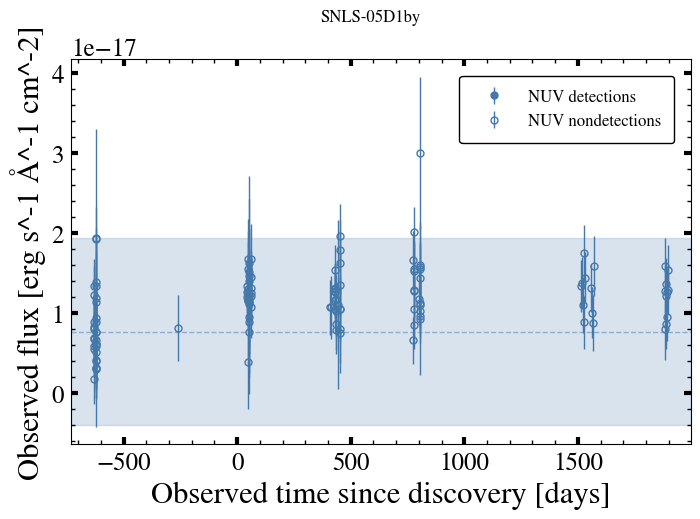 SNLS-05D1by
1e−17
Observed flux [erg s^-1 Å^-1 cm^-2]
4
3
2
1
0
NUV detections
NUV nondetections
−500
0
500
1000
1500
Observed time since discovery [days]